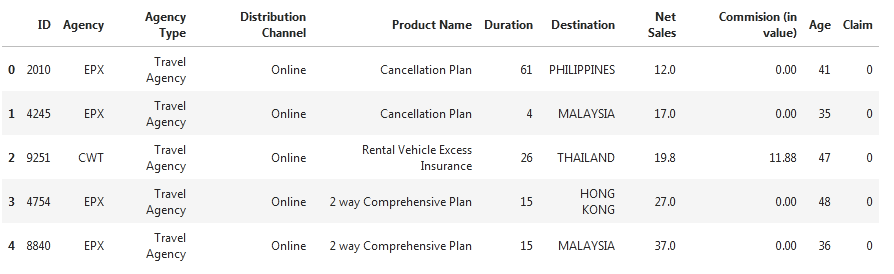 ID Agency Agency Type Distribution Channel Product Name Duration Destination Net Sales Commision (in value) Age Claim
0 2010 EPX Travel Agency Online Cancellation Plan 61 PHILIPPINES 12.0 0.00 41 0
1 4245 EPX Travel Agency Online Cancellation Plan 4 MALAYSIA 17.0 0.00 35 0
2 9251 CWT Travel Agency Online Rental Vehicle Excess Insurance 26 THAILAND 19.8 11.88 47 0
3 4754 EPX Travel Agency Online 2 way Comprehensive Plan 15 HONG KONG 27.0 0.00 48 0
4 8840 EPX Travel Agency Online 2 way Comprehensive Plan 15 MALAYSIA 37.0 0.00 36 0